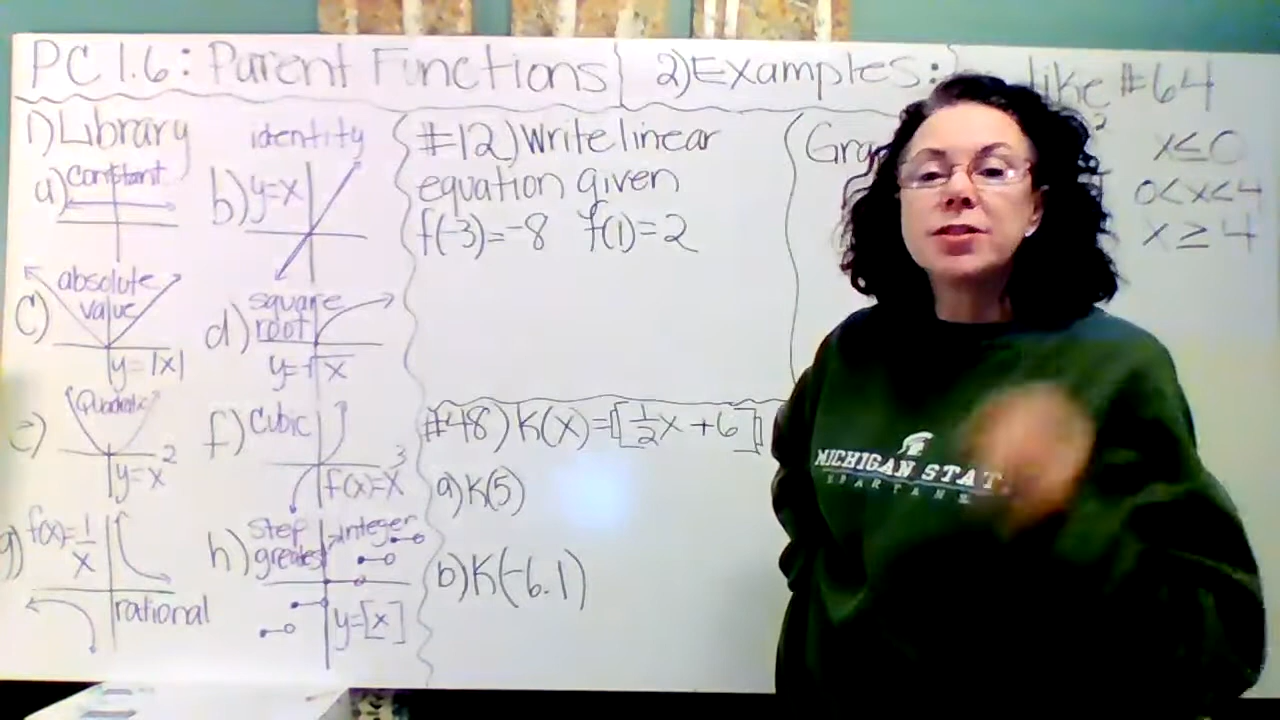 PC 1.6: Parent Functions
1) Library
a) constant
identity
b) y=x
c) absolute value
y=|x|
d) square root
y=√x
e) Quadratic
y=x²
f) Cubic
f(x)=x³
g) f(x)=1/x
rational
h) step greatest integer
y=[x]
2) Examples:
#12) Write linear
equation given
f(-3)=-8 f(1)=2
#48) K(x)=[[½x+6]]
a) K(5)
b) K(-6.1)
like #64
x≤0
0<x<4
x≥4
MICHIGAN STAT
SPARTANS